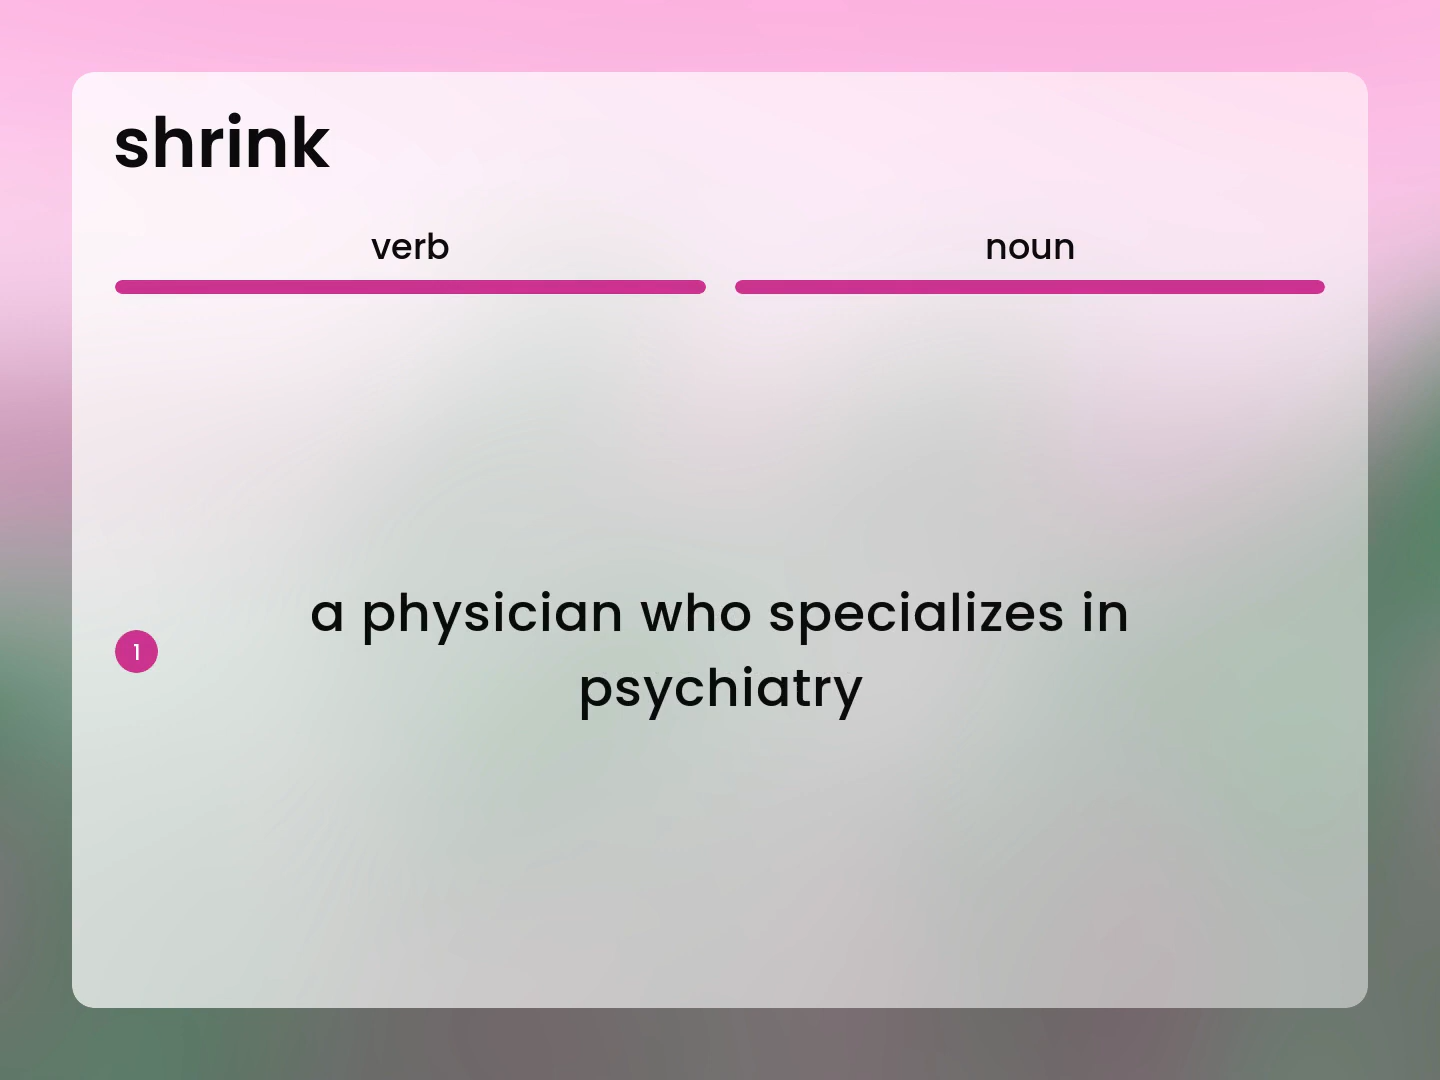 shrink
verb
noun
1
a physician who specializes in
psychiatry